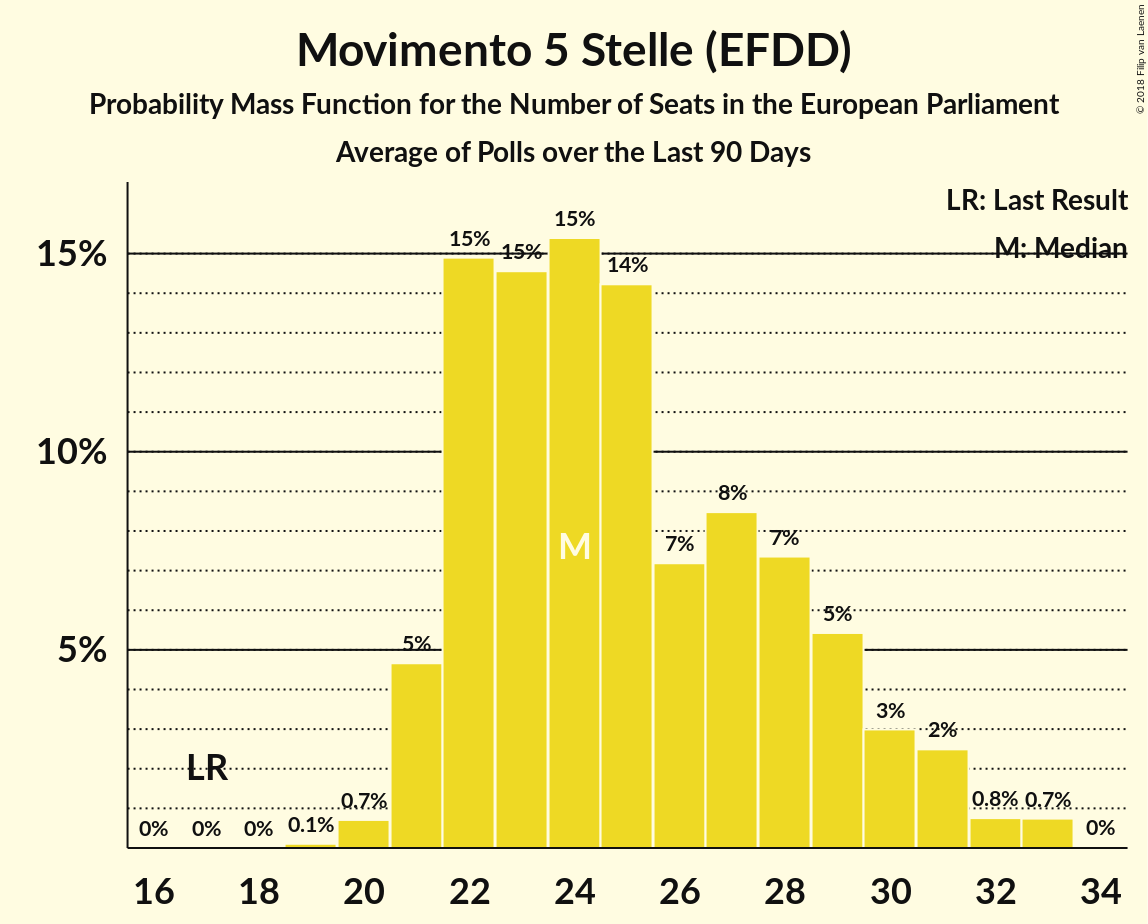 Movimento 5 Stelle (EFDD)
Probability Mass Function for the Number of Seats in the European Parliament
Average of Polls over the Last 90 Days
© 2018 Filip van Laenen
LR: Last Result
M: Median
15%
10%
5%
0% 0% 0% 0.1% 0.7% 5% 15% 15% 15% 14% 7% 8% 7% 5% 3% 2% 0.8% 0.7% 0%
LR
M
16 18 20 22 24 26 28 30 32 34